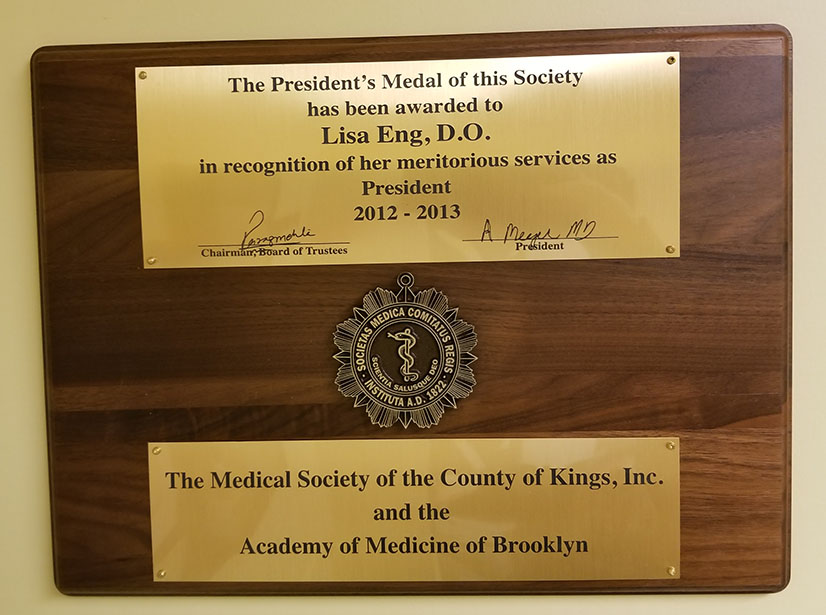 The President's Medal of this Society
has been awarded to
Lisa Eng, D.O.
in recognition of her meritorious services as
President
2012 - 2013
A Meyer MD
Chairman, Board of Trustees
President
SOCIETAS MEDICA COMITATUS REGIS
SCIENTIA SALUSQUE DEO
· INSTITUTA A.D. 1822 ·
The Medical Society of the County of Kings, Inc.
and the
Academy of Medicine of Brooklyn